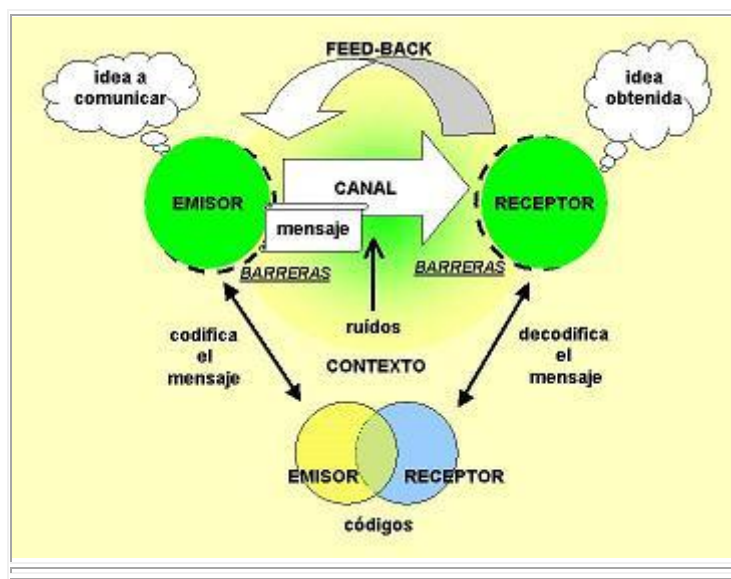 FEED-BACK
idea a
comunicar
idea
obtenida
EMISOR
CANAL
RECEPTOR
mensaje
BARRERAS
BARRERAS
ruídos
codifica
el
mensaje
decodifica
el
mensaje
CONTEXTO
EMISOR
RECEPTOR
códigos